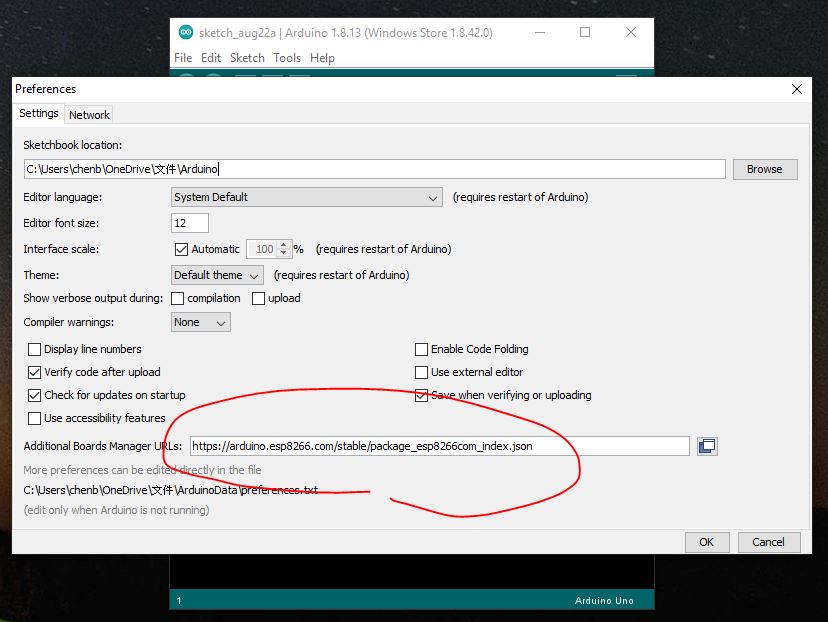 sketch_aug22a | Arduino 1.8.13 (Windows Store 1.8.42.0)
File Edit Sketch Tools Help
Preferences
Settings Network
Sketchbook location:
C:\Users\chenb\OneDrive\文件\Arduino Browse
Editor language: System Default (requires restart of Arduino)
Editor font size: 12
Interface scale: Automatic 100 % (requires restart of Arduino)
Theme: Default theme (requires restart of Arduino)
Show verbose output during: compilation upload
Compiler warnings: None
Display line numbers Enable Code Folding
Verify code after upload Use external editor
Check for updates on startup Save when verifying or uploading
Use accessibility features
Additional Boards Manager URLs: https://arduino.esp8266.com/stable/package_esp8266com_index.json
More preferences can be edited directly in the file
C:\Users\chenb\OneDrive\文件\ArduinoData\preferences.txt
(edit only when Arduino is not running)
OK Cancel
1 Arduino Uno